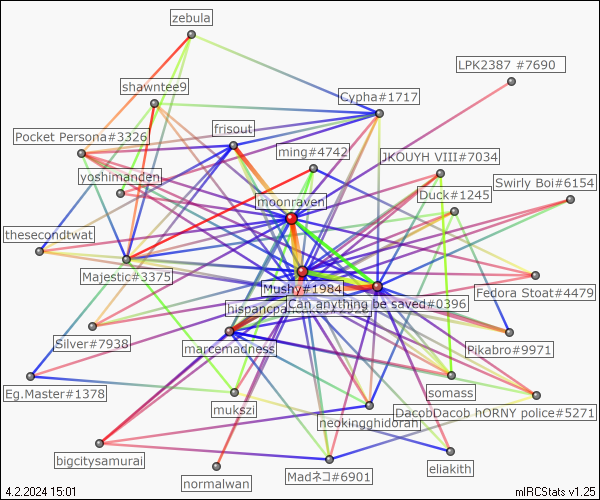 zebula
LPK2387 #7690
shawntee9
Cypha#1717
Pocket Persona#3326
frisout
ming#4742
JKOUYH VIII#7034
yoshimanden
Swirly Boi#6154
Duck#1245
moonraven
thesecondtwat
Majestic#3375
Mushy#1984
Fedora Stoat#4479
Can anything be saved#0396
Silver#7938
marcemadness
Pikabro#9971
Eg.Master#1378
somass
mukszi
DacobDacob hORNY police#5271
neokingghidorah
bigcitysamurai
eliakith
normalwan
Madネコ#6901
4.2.2024 15:01
mIRCStats v1.25